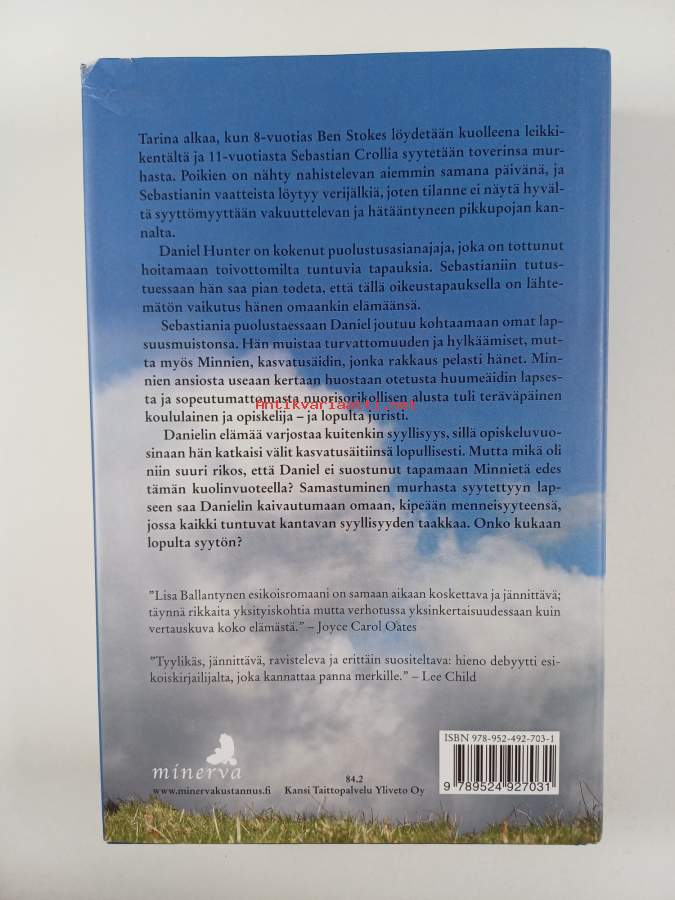 Tarina alkaa, kun 8-vuotias Ben Stokes löydetään kuolleena leikki-
kentältä ja 11-vuotiasta Sebastian Crollia syytetään toverinsa mur-
hasta. Poikien on nähty nahistelevan aiemmin samana päivänä, ja
Sebastianin vaatteista löytyy verijälkiä, joten tilanne ei näytä hyväl-
tä syyttömyyttään vakuuttelevan ja hätääntyneen pikkupojan kan-
nalta.
Daniel Hunter on kokenut puolustusasianajaja, joka on tottunut
hoitamaan toivottomilta tuntuvia tapauksia. Sebastianiin tutus-
tuessaan hän saa pian todeta, että tällä oikeustapauksella on lähte-
mätön vaikutus hänen omaankin elämäänsä.
Sebastiania puolustaessaan Daniel joutuu kohtaamaan omat lap-
suusmuistonsa. Hän muistaa turvattomuuden ja hylkäämiset, mut-
ta myös Minnien, kasvatusäidin, jonka rakkaus pelasti hänet. Min-
nien ansiosta useaan kertaan huostaan otetusta huumeäidin lapses-
ta ja sopeutumattomasta nuorisorikollisen alusta tuli teräväpäinen
Antikvariaatti.net
koululainen ja opiskelija – ja lopulta juristi.
Danielin elämää varjostaa kuitenkin syyllisyys, sillä opiskeluvuo-
sinaan hän katkaisi välit kasvatusäitiinsä lopullisesti. Mutta mikä oli
niin suuri rikos, että Daniel ei suostunut tapamaan Minnietä edes
tämän kuolinvuoteella? Samastuminen murhasta syytettyyn lap-
seen saa Danielin kaivautumaan omaan, kipeään menneisyyteensä,
jossa kaikki tuntuvat kantavan syyllisyyden taakkaa. Onko kukaan
lopulta syytön?
”Lisa Ballantynen esikoisromaani on samaan aikaan koskettava ja jännittävä;
täynnä rikkaita yksityiskohtia mutta verhotussa yksinkertaisuudessaan kuin
vertauskuva koko elämästä.” – Joyce Carol Oates
”Tyylikäs, jännittävä, ravisteleva ja erittäin suositeltava: hieno debyytti esi-
koiskirjailijalta, joka kannattaa panna merkille.” – Lee Child
ISBN 978-952-492-703-1
9 789524 927031
minerva
www.minervakustannus.fi
84.2
Kansi Taittopalvelu Yliveto Oy